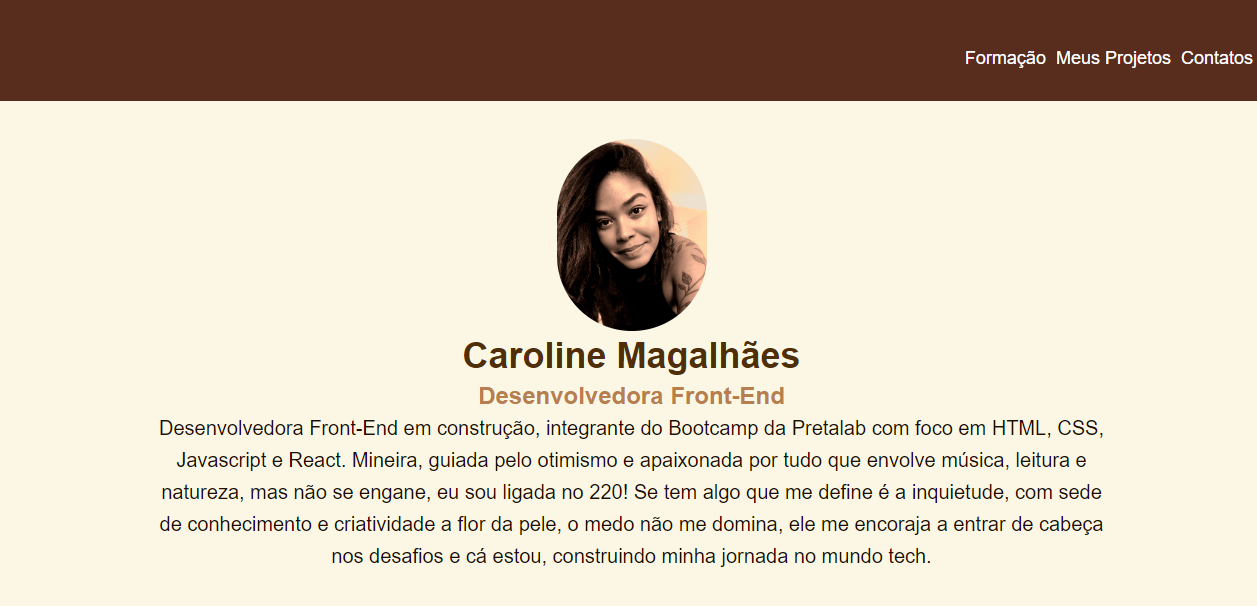 Formação Meus Projetos Contatos
Caroline Magalhães
Desenvolvedora Front-End
Desenvolvedora Front-End em construção, integrante do Bootcamp da Pretalab com foco em HTML, CSS,
Javascript e React. Mineira, guiada pelo otimismo e apaixonada por tudo que envolve música, leitura e
natureza, mas não se engane, eu sou ligada no 220! Se tem algo que me define é a inquietude, com sede
de conhecimento e criatividade a flor da pele, o medo não me domina, ele me encoraja a entrar de cabeça
nos desafios e cá estou, construindo minha jornada no mundo tech.